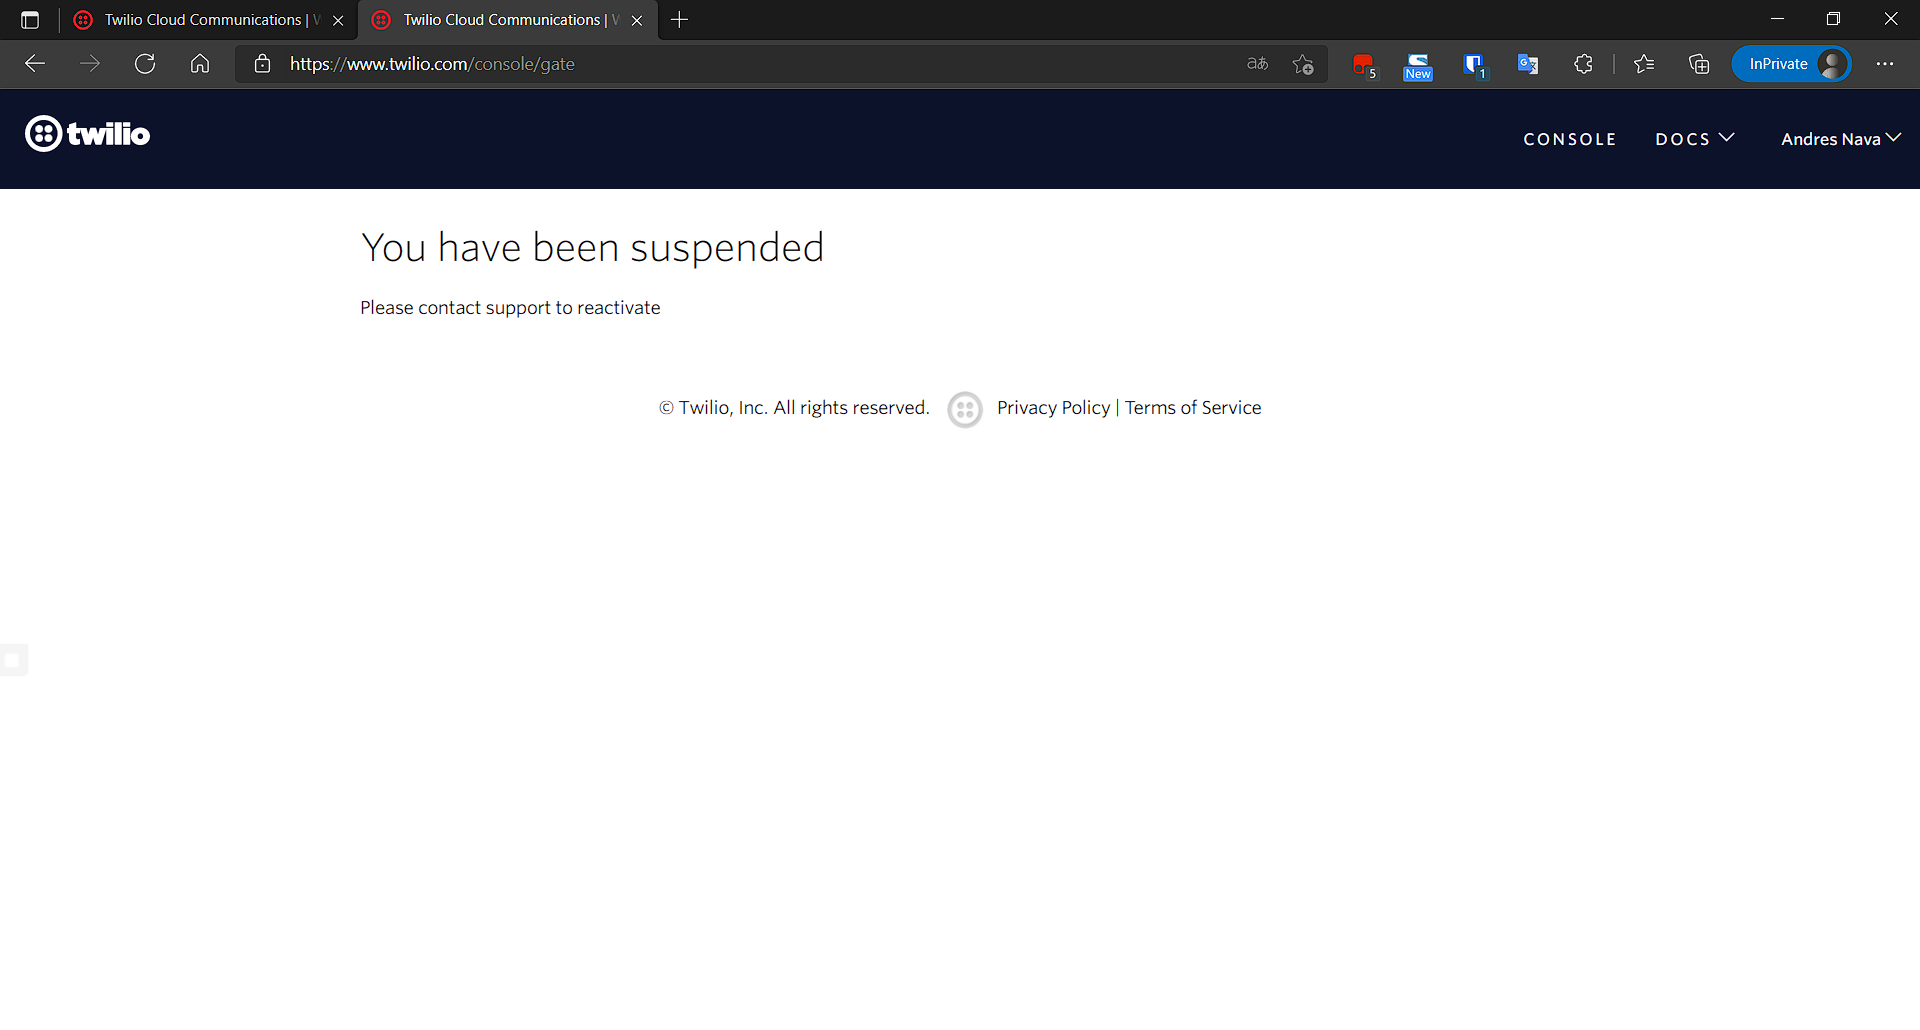 Twilio Cloud Communications |
Twilio Cloud Communications |
https://www.twilio.com/console/gate
aあ
5
New
1
InPrivate
twilio
CONSOLE
DOCS
Andres Nava
You have been suspended
Please contact support to reactivate
© Twilio, Inc. All rights reserved.
Privacy Policy | Terms of Service